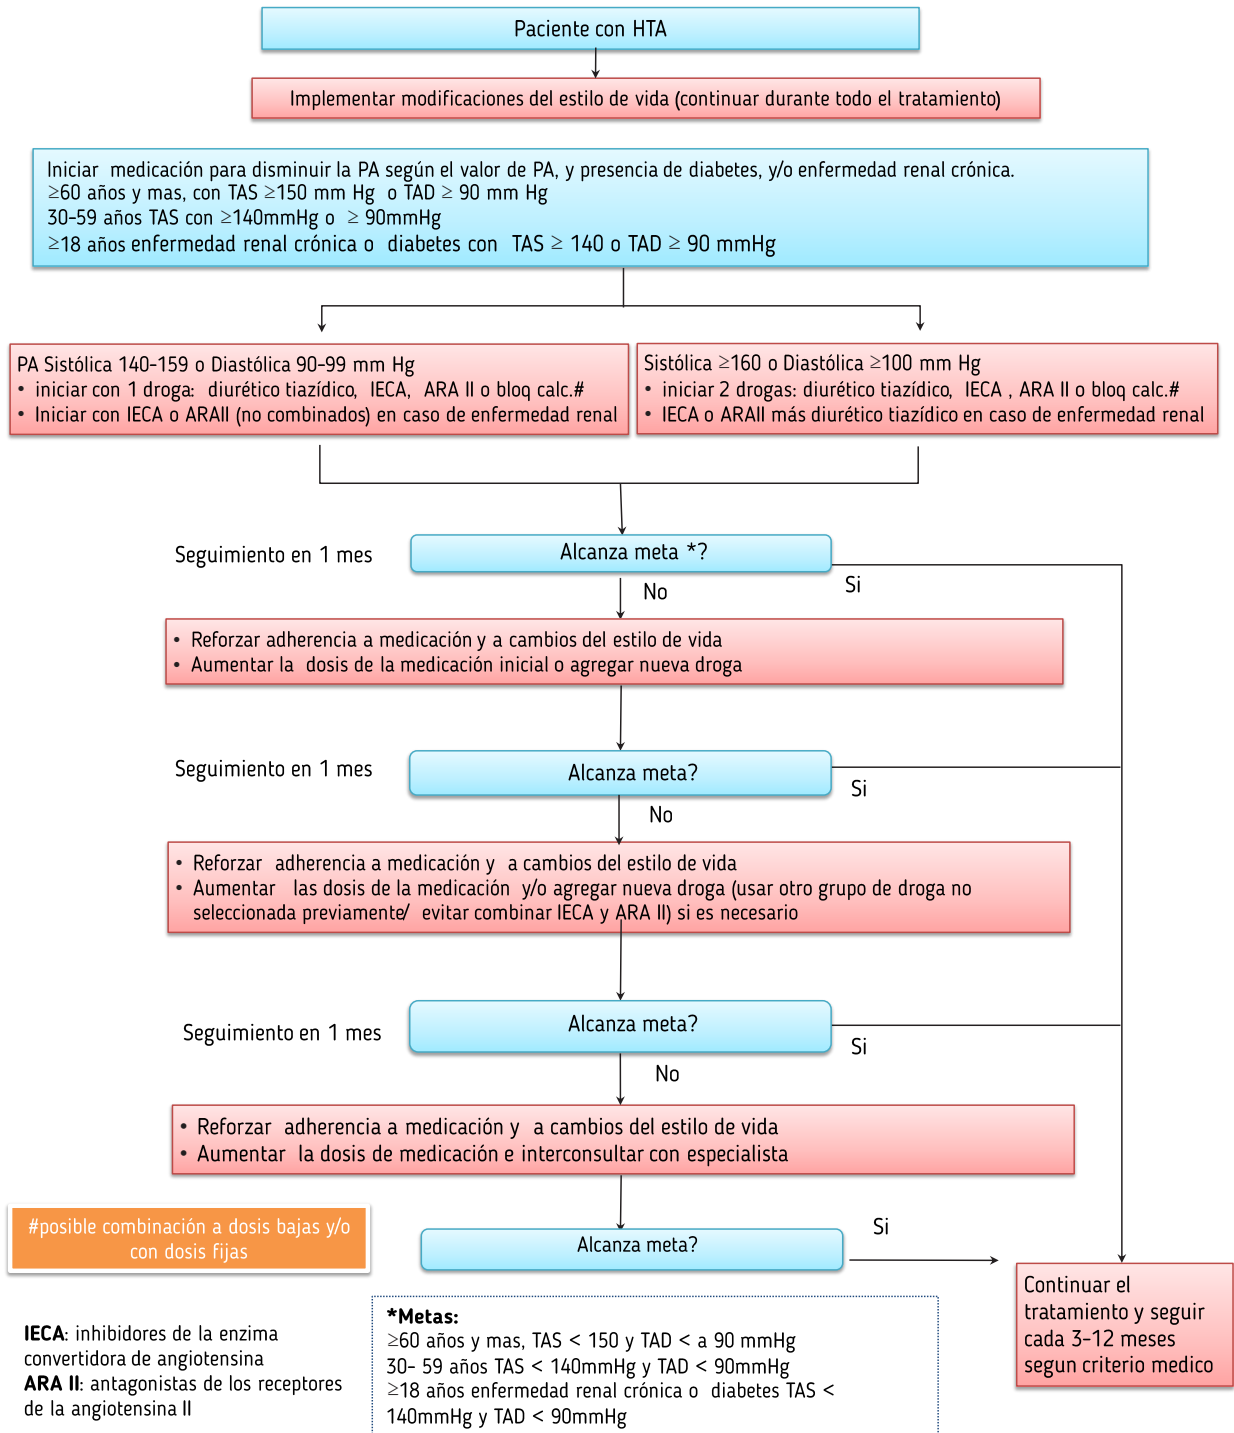 Paciente con HTA
Implementar modificaciones del estilo de vida (continuar durante todo el tratamiento)
Iniciar medicación para disminuir la PA según el valor de PA, y presencia de diabetes, y/o enfermedad renal crónica.
≥60 años y mas, con TAS ≥150 mm Hg o TAD ≥ 90 mm Hg
30-59 años TAS con ≥140mmHg o ≥ 90mmHg
≥18 años enfermedad renal crónica o diabetes con TAS ≥ 140 o TAD ≥ 90 mmHg
PA Sistólica 140-159 o Diastólica 90-99 mm Hg
• iniciar con 1 droga: diurético tiazídico, IECA, ARA II o bloq calc.#
• Iniciar con IECA o ARAII (no combinados) en caso de enfermedad renal
Sistólica ≥160 o Diastólica ≥100 mm Hg
• iniciar 2 drogas: diurético tiazídico, IECA , ARA II o bloq calc.#
• IECA o ARAII más diurético tiazídico en caso de enfermedad renal
Seguimiento en 1 mes
Alcanza meta *?
Si
No
• Reforzar adherencia a medicación y a cambios del estilo de vida
• Aumentar la dosis de la medicación inicial o agregar nueva droga
Seguimiento en 1 mes
Alcanza meta?
Si
No
• Reforzar adherencia a medicación y a cambios del estilo de vida
• Aumentar las dosis de la medicación y/o agregar nueva droga (usar otro grupo de droga no
seleccionada previamente/ evitar combinar IECA y ARA II) si es necesario
Seguimiento en 1 mes
Alcanza meta?
Si
No
• Reforzar adherencia a medicación y a cambios del estilo de vida
• Aumentar la dosis de medicación e interconsultar con especialista
#posible combinación a dosis bajas y/o
con dosis fijas
Alcanza meta?
Si
Continuar el
tratamiento y seguir
cada 3-12 meses
segun criterio medico
IECA: inhibidores de la enzima
convertidora de angiotensina
ARA II: antagonistas de los receptores
de la angiotensina II
*Metas:
≥60 años y mas, TAS < 150 y TAD < a 90 mmHg
30- 59 años TAS < 140mmHg y TAD < 90mmHg
≥18 años enfermedad renal crónica o diabetes TAS <
140mmHg y TAD < 90mmHg